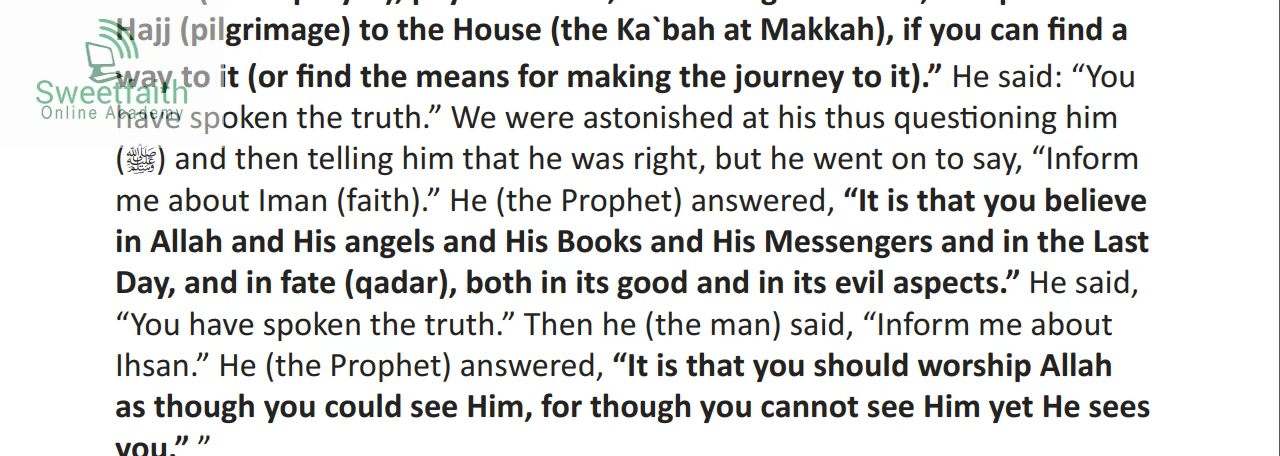 Hajj (pilgrimage) to the House (the Ka`bah at Makkah), if you can find a
way to it (or find the means for making the journey to it).” He said: “You
Sweetfaith
Online Academy
have spoken the truth.” We were astonished at his thus questioning him
(ﷺ) and then telling him that he was right, but he went on to say, “Inform
me about Iman (faith).” He (the Prophet) answered, “It is that you believe
in Allah and His angels and His Books and His Messengers and in the Last
Day, and in fate (qadar), both in its good and in its evil aspects.” He said,
“You have spoken the truth.” Then he (the man) said, “Inform me about
Ihsan.” He (the Prophet) answered, “It is that you should worship Allah
as though you could see Him, for though you cannot see Him yet He sees
you.” ”